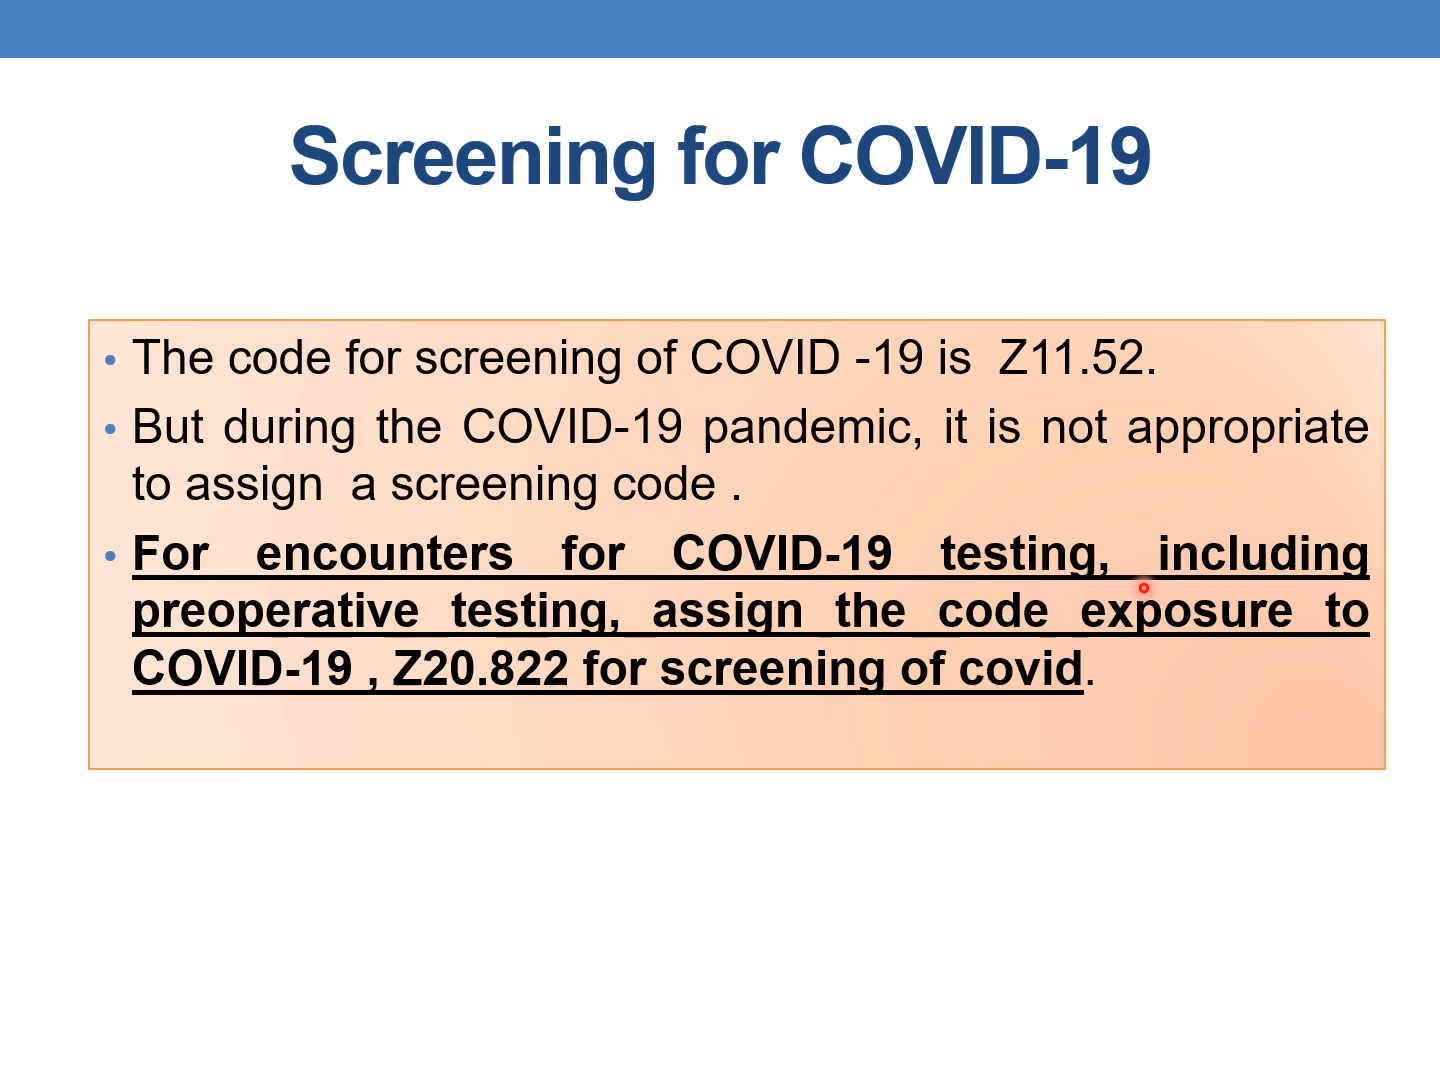 Screening for COVID-19
• The code for screening of COVID -19 is  Z11.52.
• But during the COVID-19 pandemic, it is not appropriate
to assign  a screening code .
• For encounters for COVID-19 testing, including
preoperative testing, assign the code exposure to
COVID-19 , Z20.822 for screening of covid.